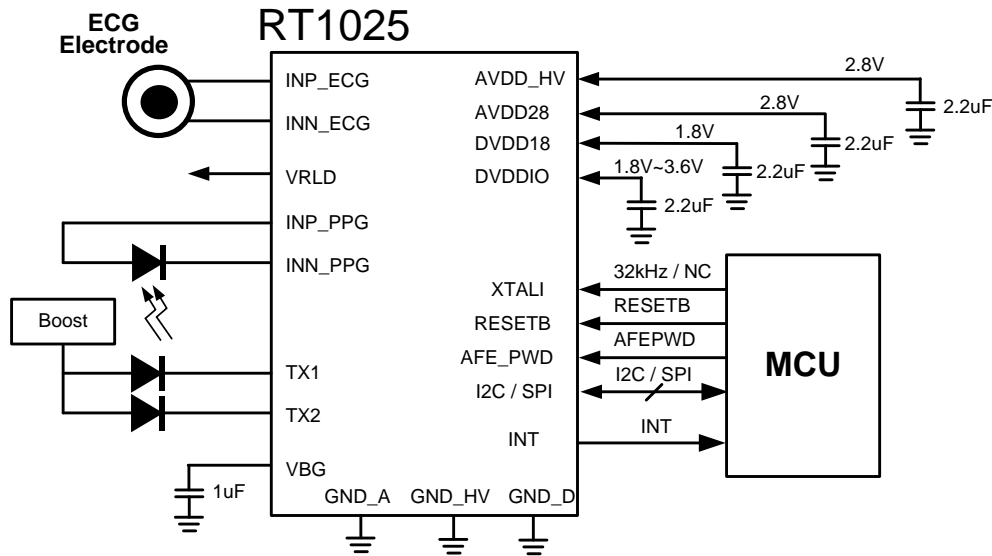 RT1025
ECG
Electrode
INP_ECG
INN_ECG
VRLD
INP_PPG
INN_PPG
Boost
TX1
TX2
VBG
1uF
GND_A GND_HV GND_D
AVDD_HV
2.8V
2.2uF
AVDD28
2.8V
2.2uF
DVDD18
1.8V
2.2uF
DVDDIO
1.8V~3.6V
2.2uF
XTALI
32kHz / NC
RESETB
RESETB
AFE_PWD
AFEPWD
I2C / SPI
I2C / SPI
INT
INT
MCU